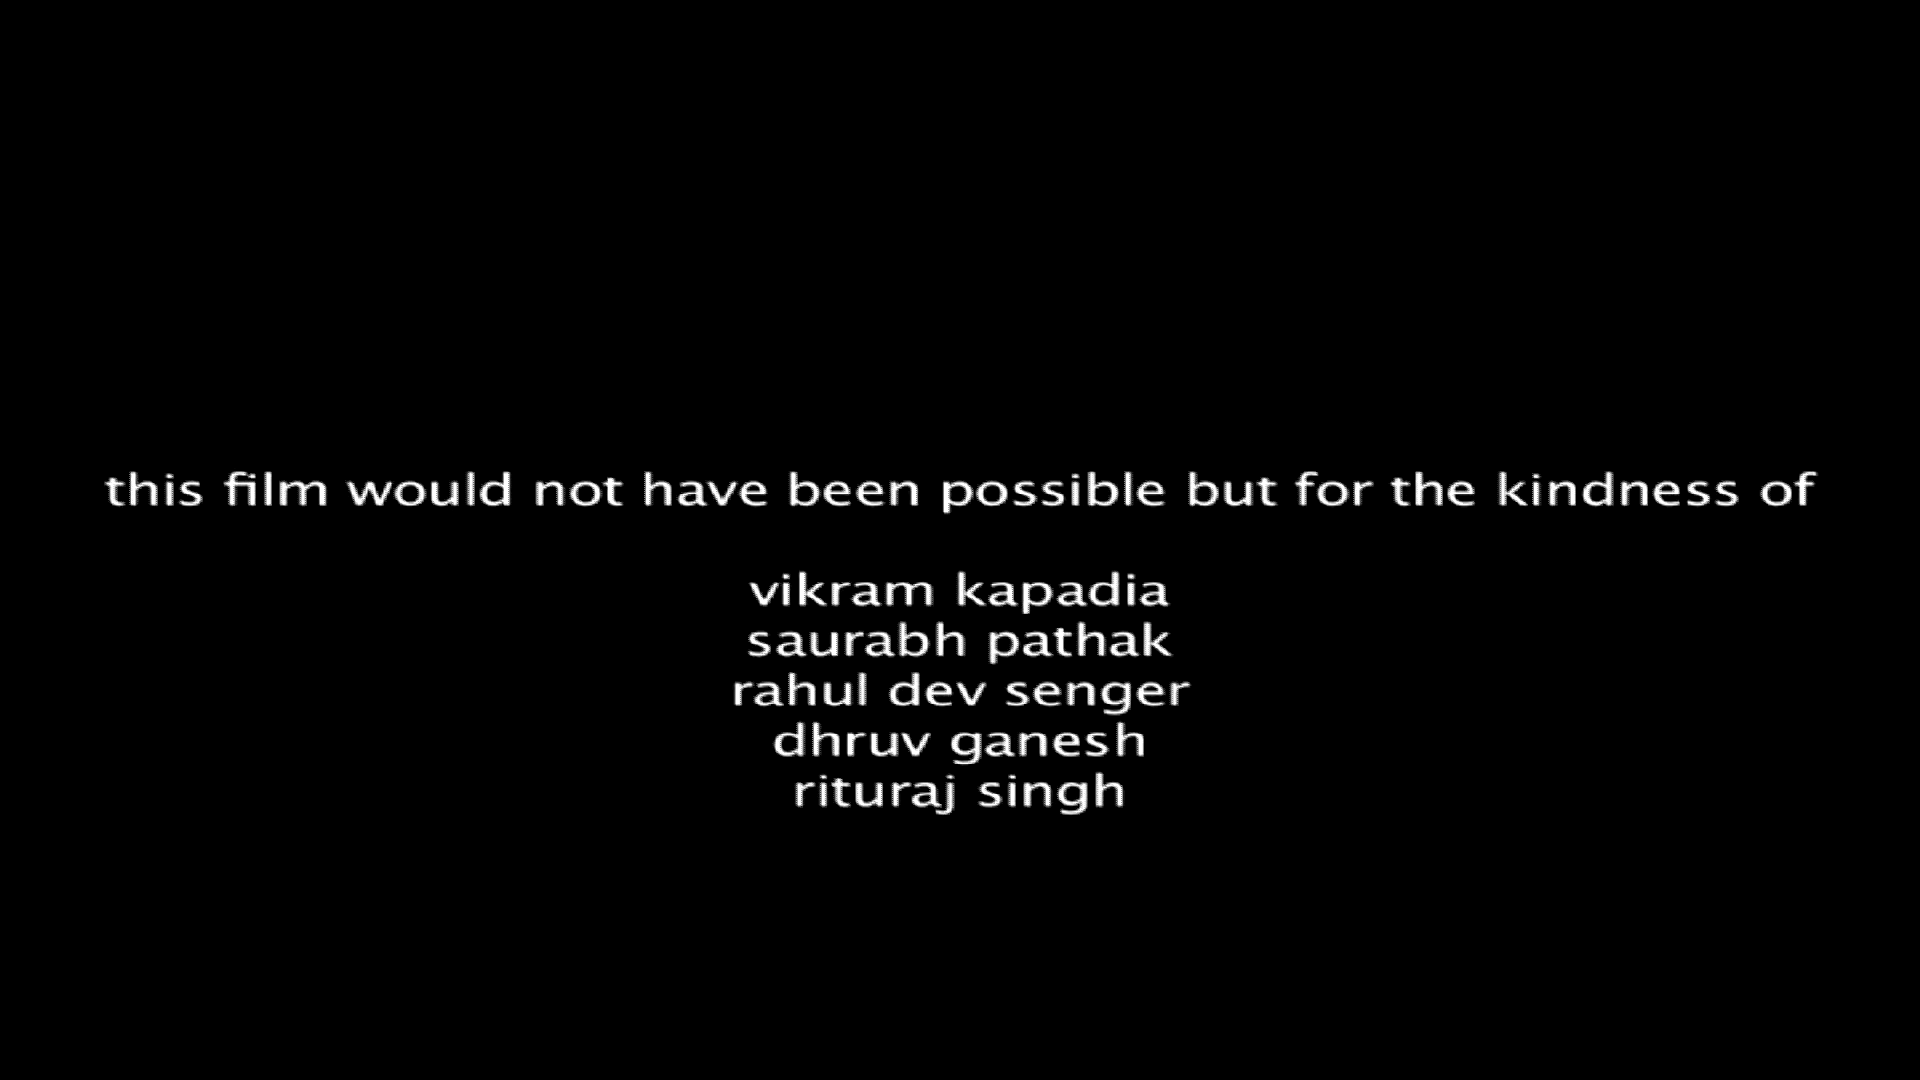 this film would not have been possible but for the kindness of
vikram kapadia
saurabh pathak
rahul dev senger
dhruv ganesh
rituraj singh